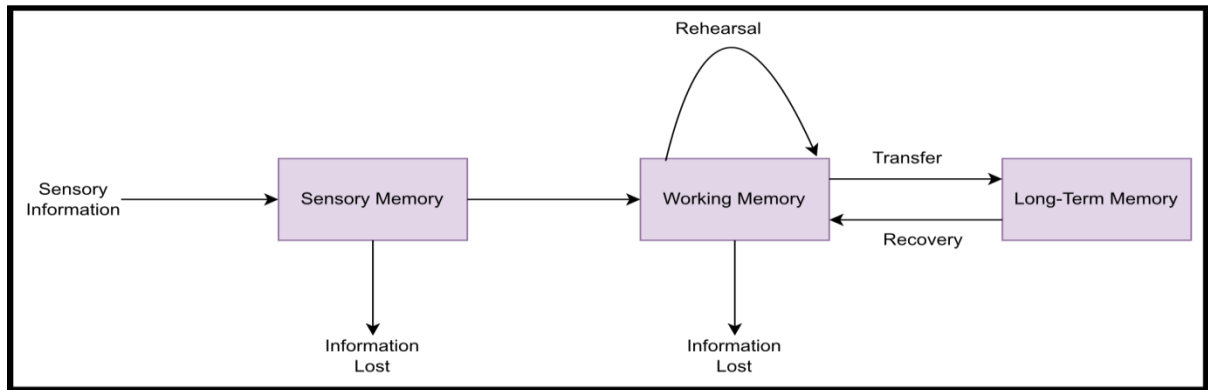 Rehearsal
Sensory
Information
Sensory Memory
Working Memory
Transfer
Recovery
Long-Term Memory
Information
Lost
Information
Lost